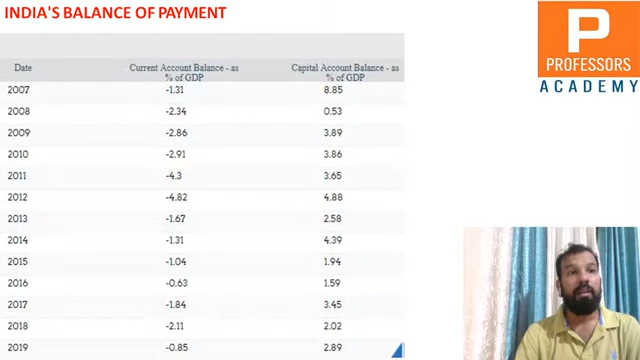 INDIA'S BALANCE OF PAYMENT
P
PROFESSORS
ACADEMY
Date Current Account Balance - as % of GDP Capital Account Balance - as % of GDP
2007 -1.31 8.85
2008 -2.34 0.53
2009 -2.86 3.89
2010 -2.91 3.86
2011 -4.3 3.65
2012 -4.82 4.88
2013 -1.67 2.58
2014 -1.31 4.39
2015 -1.04 1.94
2016 -0.63 1.59
2017 -1.84 3.45
2018 -2.11 2.02
2019 -0.85 2.89